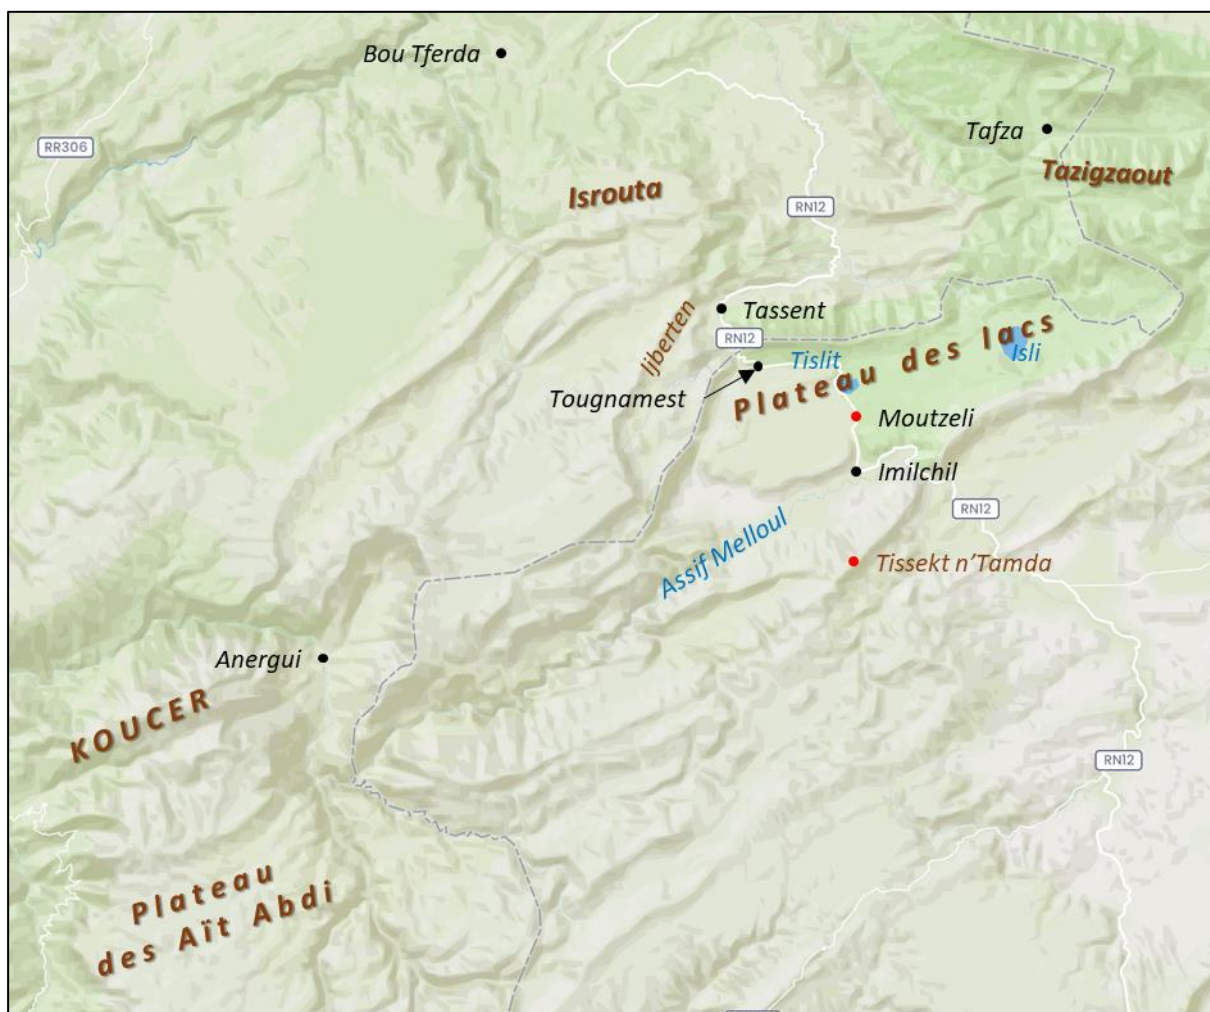 Bou Tferda
Tafza
RR306
Tazigzaout
Isrouta
RN12
Tassent
Ijberten
RN12
Tislit
Isli
Plateau des lacs
Tougnamest
Moutzeli
Imilchil
RN12
Assif Melloul
Tissekt n’Tamda
Anergui
KOUCER
RN12
Plateau
des Aït Abdi